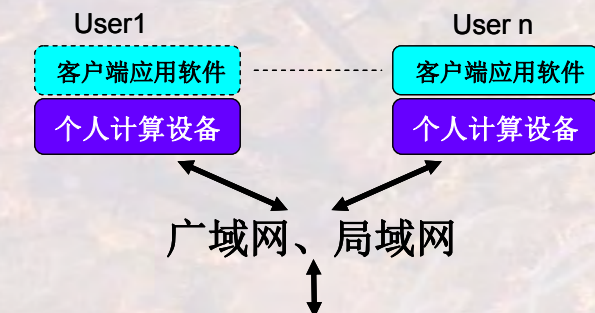 User1
User n
客户端应用软件
客户端应用软件
个人计算设备
个人计算设备
广域网、局域网